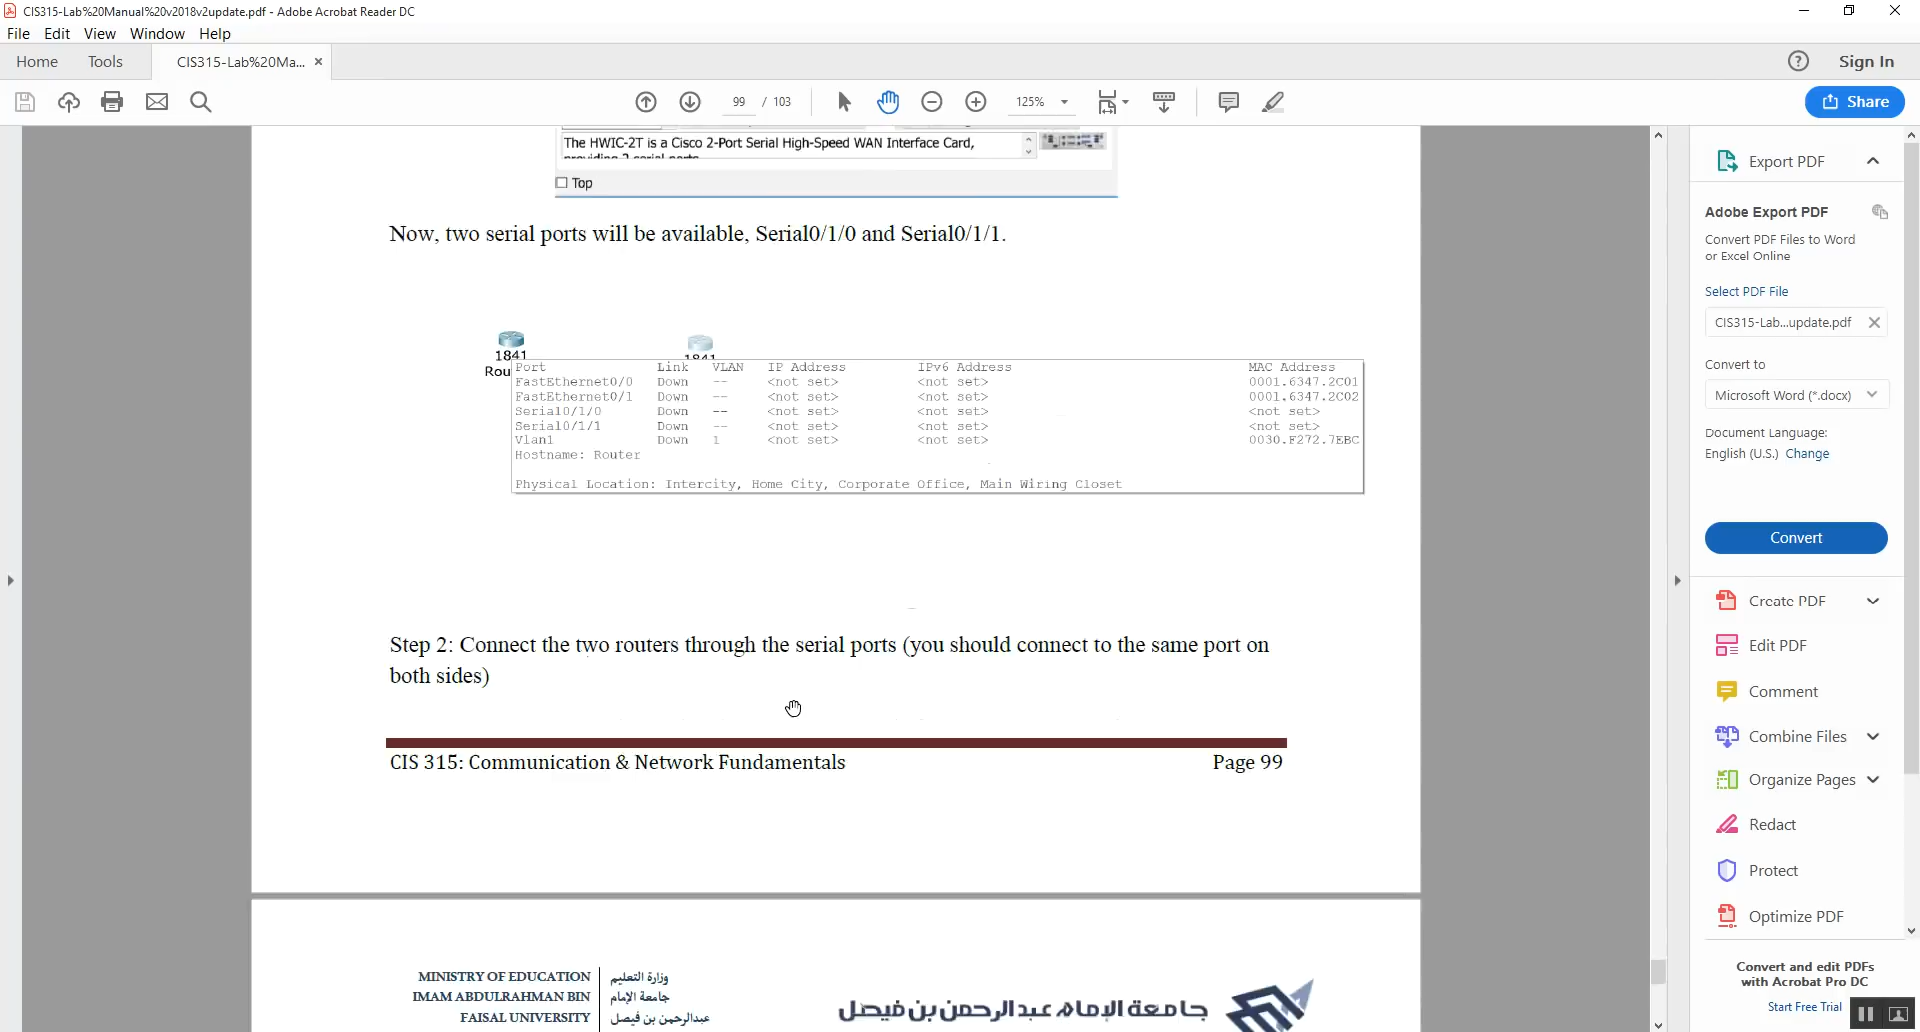 CIS315-Lab%20Manual%20v2018v2update.pdf - Adobe Acrobat Reader DC
File Edit View Window Help
Home Tools CIS315-Lab%20Ma... × Sign In
99 / 103 125% Share
The HWIC-2T is a Cisco 2-Port Serial High-Speed WAN Interface Card,
Top
Now, two serial ports will be available, Serial0/1/0 and Serial0/1/1.
1841
1841
Rou
Port Link VLAN IP Address IPv6 Address MAC Address
FastEthernet0/0 Down -- <not set> <not set> 0001.6347.2C01
FastEthernet0/1 Down -- <not set> <not set> 0001.6347.2C02
Serial0/1/0 Down -- <not set> <not set> <not set>
Serial0/1/1 Down -- <not set> <not set> <not set>
Vlan1 Down 1 <not set> <not set> 0030.F272.7EBC
Hostname: Router
Physical Location: Intercity, Home City, Corporate Office, Main Wiring Closet
Step 2: Connect the two routers through the serial ports (you should connect to the same port on
both sides)
CIS 315: Communication & Network Fundamentals Page 99
MINISTRY OF EDUCATION
IMAM ABDULRAHMAN BIN
FAISAL UNIVERSITY
وزارة التعليم
جامعة الإمام
عبدالرحمن بن فيصل
جامعة الإمام عبد الرحمن بن فيصل
Export PDF
Adobe Export PDF
Convert PDF Files to Word
or Excel Online
Select PDF File
CIS315-Lab...update.pdf
Convert to
Microsoft Word (*.docx)
Document Language:
English (U.S.) Change
Convert
Create PDF
Edit PDF
Comment
Combine Files
Organize Pages
Redact
Protect
Optimize PDF
Convert and edit PDFs
with Acrobat Pro DC
Start Free Trial